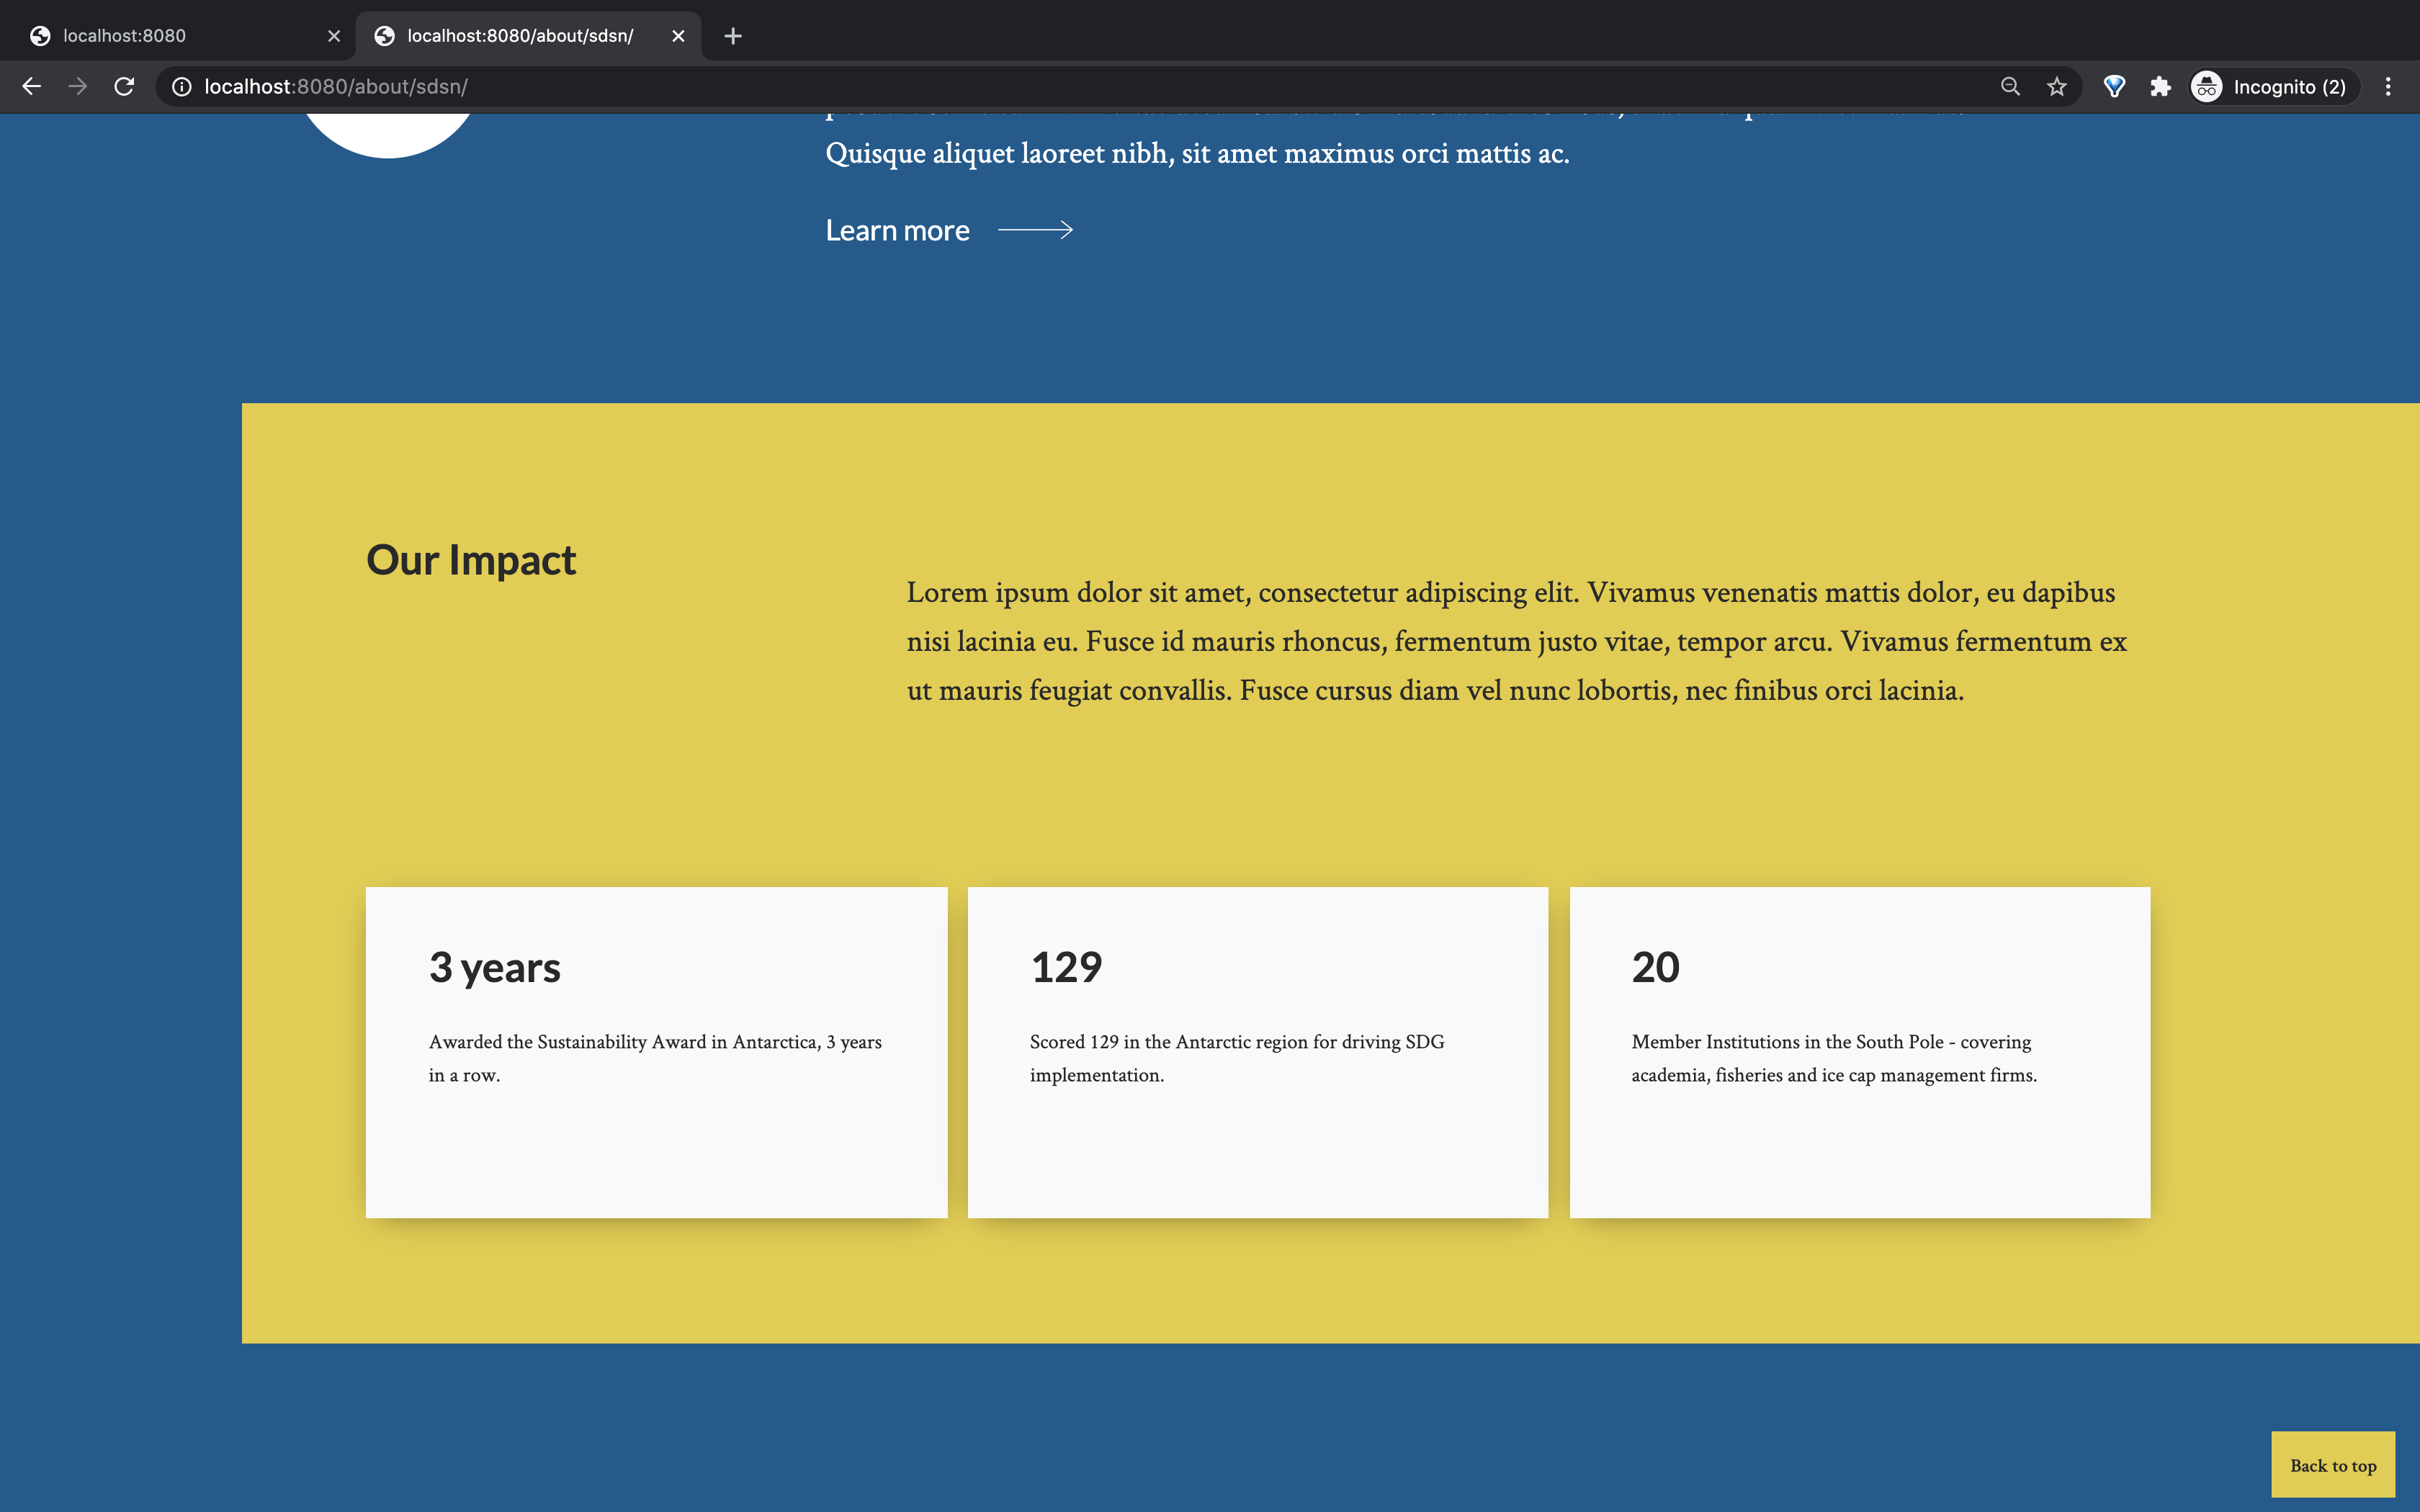 localhost:8080
localhost:8080/about/sdsn/
localhost:8080/about/sdsn/
Incognito (2)
Quisque aliquet laoreet nibh, sit amet maximus orci mattis ac.
Learn more
Our Impact
Lorem ipsum dolor sit amet, consectetur adipiscing elit. Vivamus venenatis mattis dolor, eu dapibus
nisi lacinia eu. Fusce id mauris rhoncus, fermentum justo vitae, tempor arcu. Vivamus fermentum ex
ut mauris feugiat convallis. Fusce cursus diam vel nunc lobortis, nec finibus orci lacinia.
3 years
Awarded the Sustainability Award in Antarctica, 3 years
in a row.
129
Scored 129 in the Antarctic region for driving SDG
implementation.
20
Member Institutions in the South Pole - covering
academia, fisheries and ice cap management firms.
Back to top